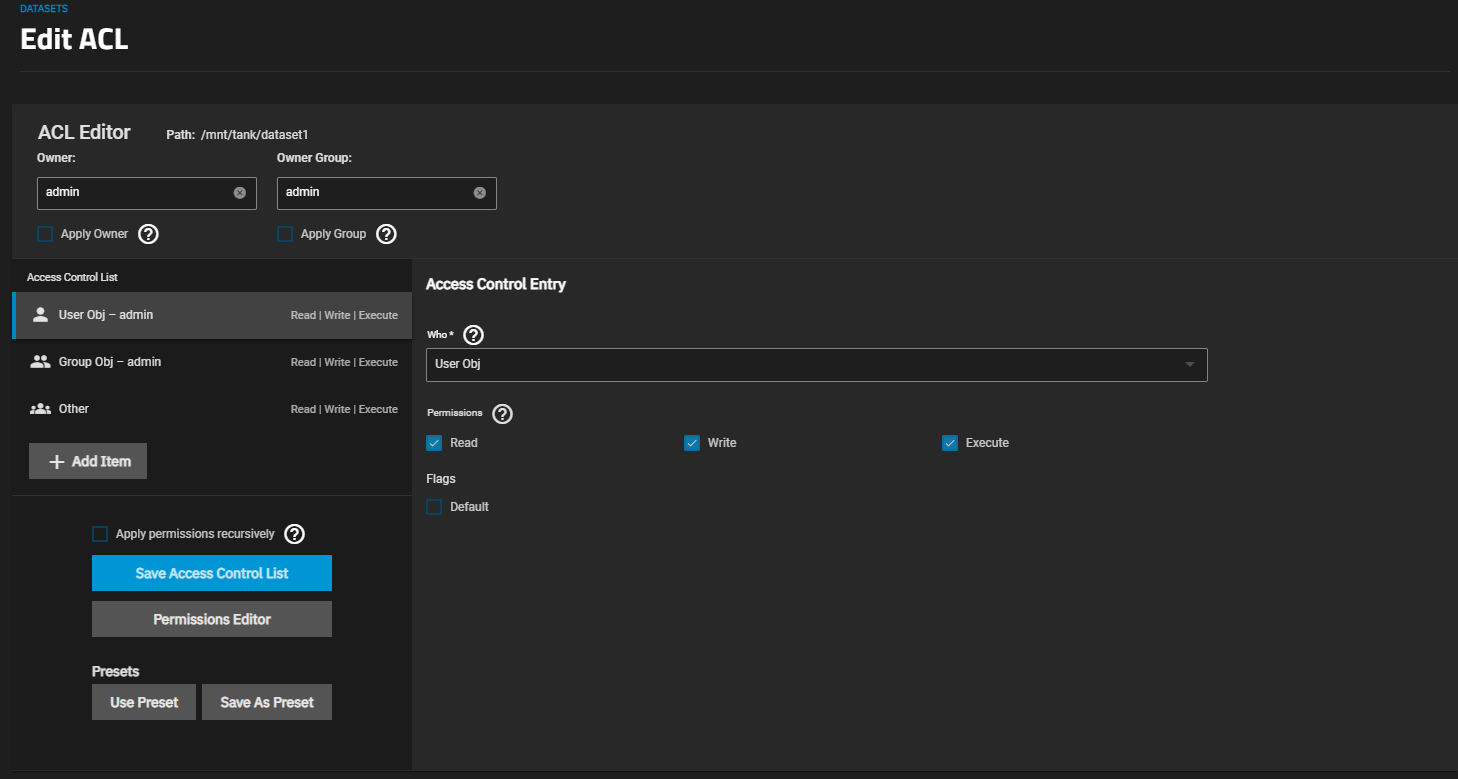 DATASETS
Edit ACL
ACL Editor Path: /mnt/tank/dataset1
Owner: Owner Group:
admin admin
Apply Owner ? Apply Group ?
Access Control List
User Obj – admin Read | Write | Execute
Group Obj – admin Read | Write | Execute
Other Read | Write | Execute
+ Add Item
Apply permissions recursively ?
Save Access Control List
Permissions Editor
Presets
Use Preset Save As Preset
Access Control Entry
Who * ?
User Obj
Permissions ?
Read Write Execute
Flags
Default